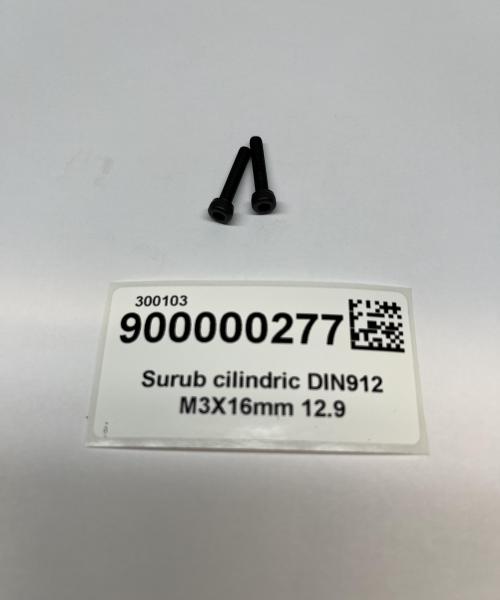 300103
900000277
Surub cilindric DIN912
M3X16mm 12.9